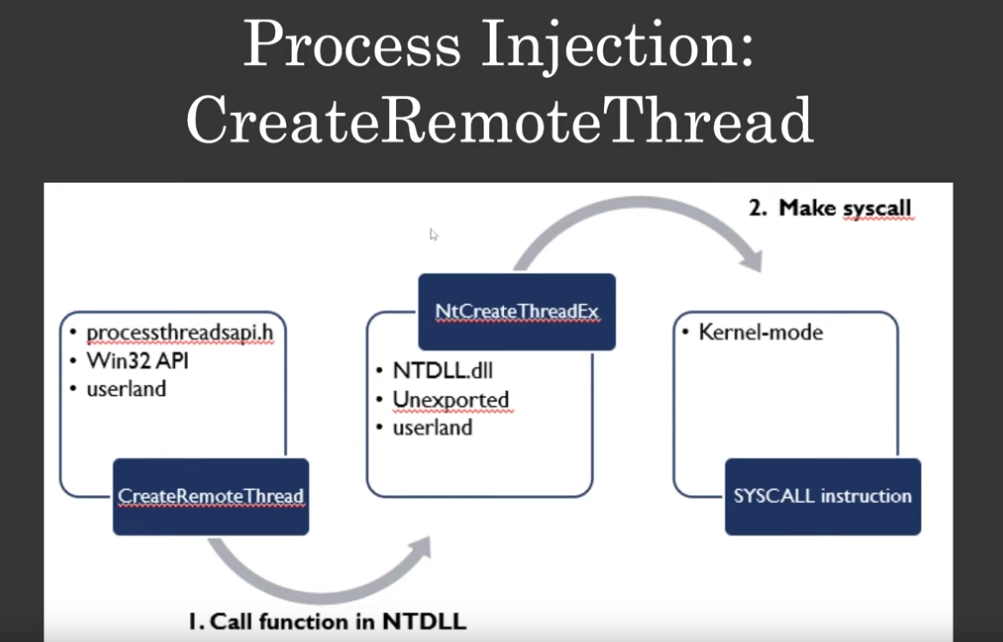 Process Injection:
CreateRemoteThread
2. Make syscall
NtCreateThreadEx
• processthreadsapi.h
• Win32 API
• userland
• NTDLL.dll
• Unexported
• userland
• Kernel-mode
CreateRemoteThread
SYSCALL instruction
1. Call function in NTDLL